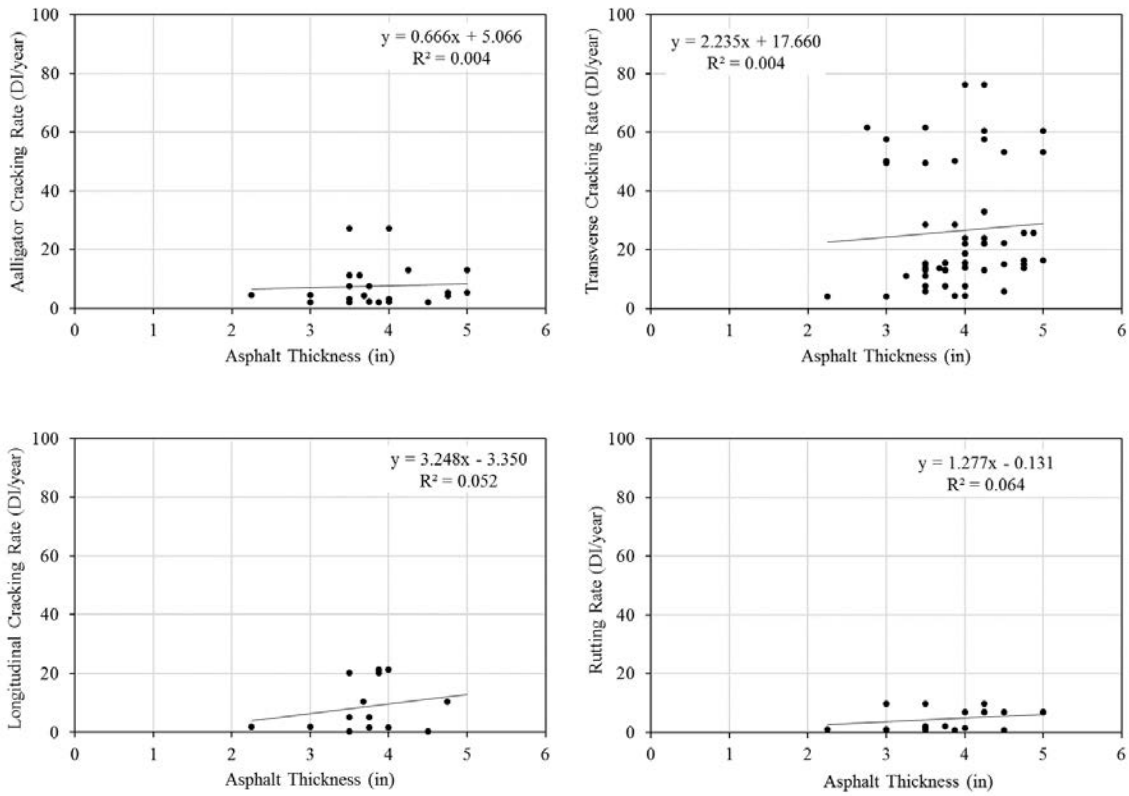 Aalligator Cracking Rate (DI/year)
100
80
60
40
20
0
y = 0.666x + 5.066
R² = 0.004
0 1 2 3 4 5 6
Asphalt Thickness (in)
Transverse Cracking Rate (DI/year)
100
80
60
40
20
0
y = 2.235x + 17.660
R² = 0.004
0 1 2 3 4 5 6
Asphalt Thickness (in)
Longitudinal Cracking Rate (DI/year)
100
80
60
40
20
0
y = 3.248x - 3.350
R² = 0.052
0 1 2 3 4 5 6
Asphalt Thickness (in)
Rutting Rate (DI/year)
100
80
60
40
20
0
y = 1.277x - 0.131
R² = 0.064
0 1 2 3 4 5 6
Asphalt Thickness (in)